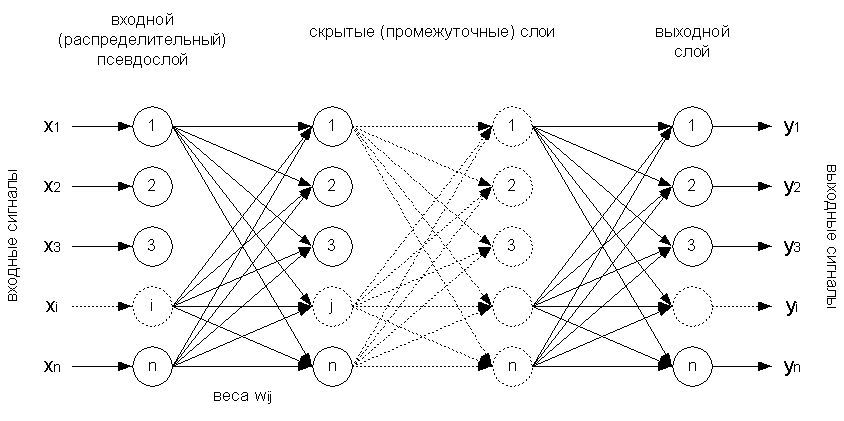 входной
(распределительный)
псевдослой
скрытые (промежуточные) слои
выходной
слой
входные сигналы
x1 1 1 1 1 y1
x2 2 2 2 2 y2
x3 3 3 3 3 y3
xi i j yi
xn n n n n yn
выходные сигналы
веса wij